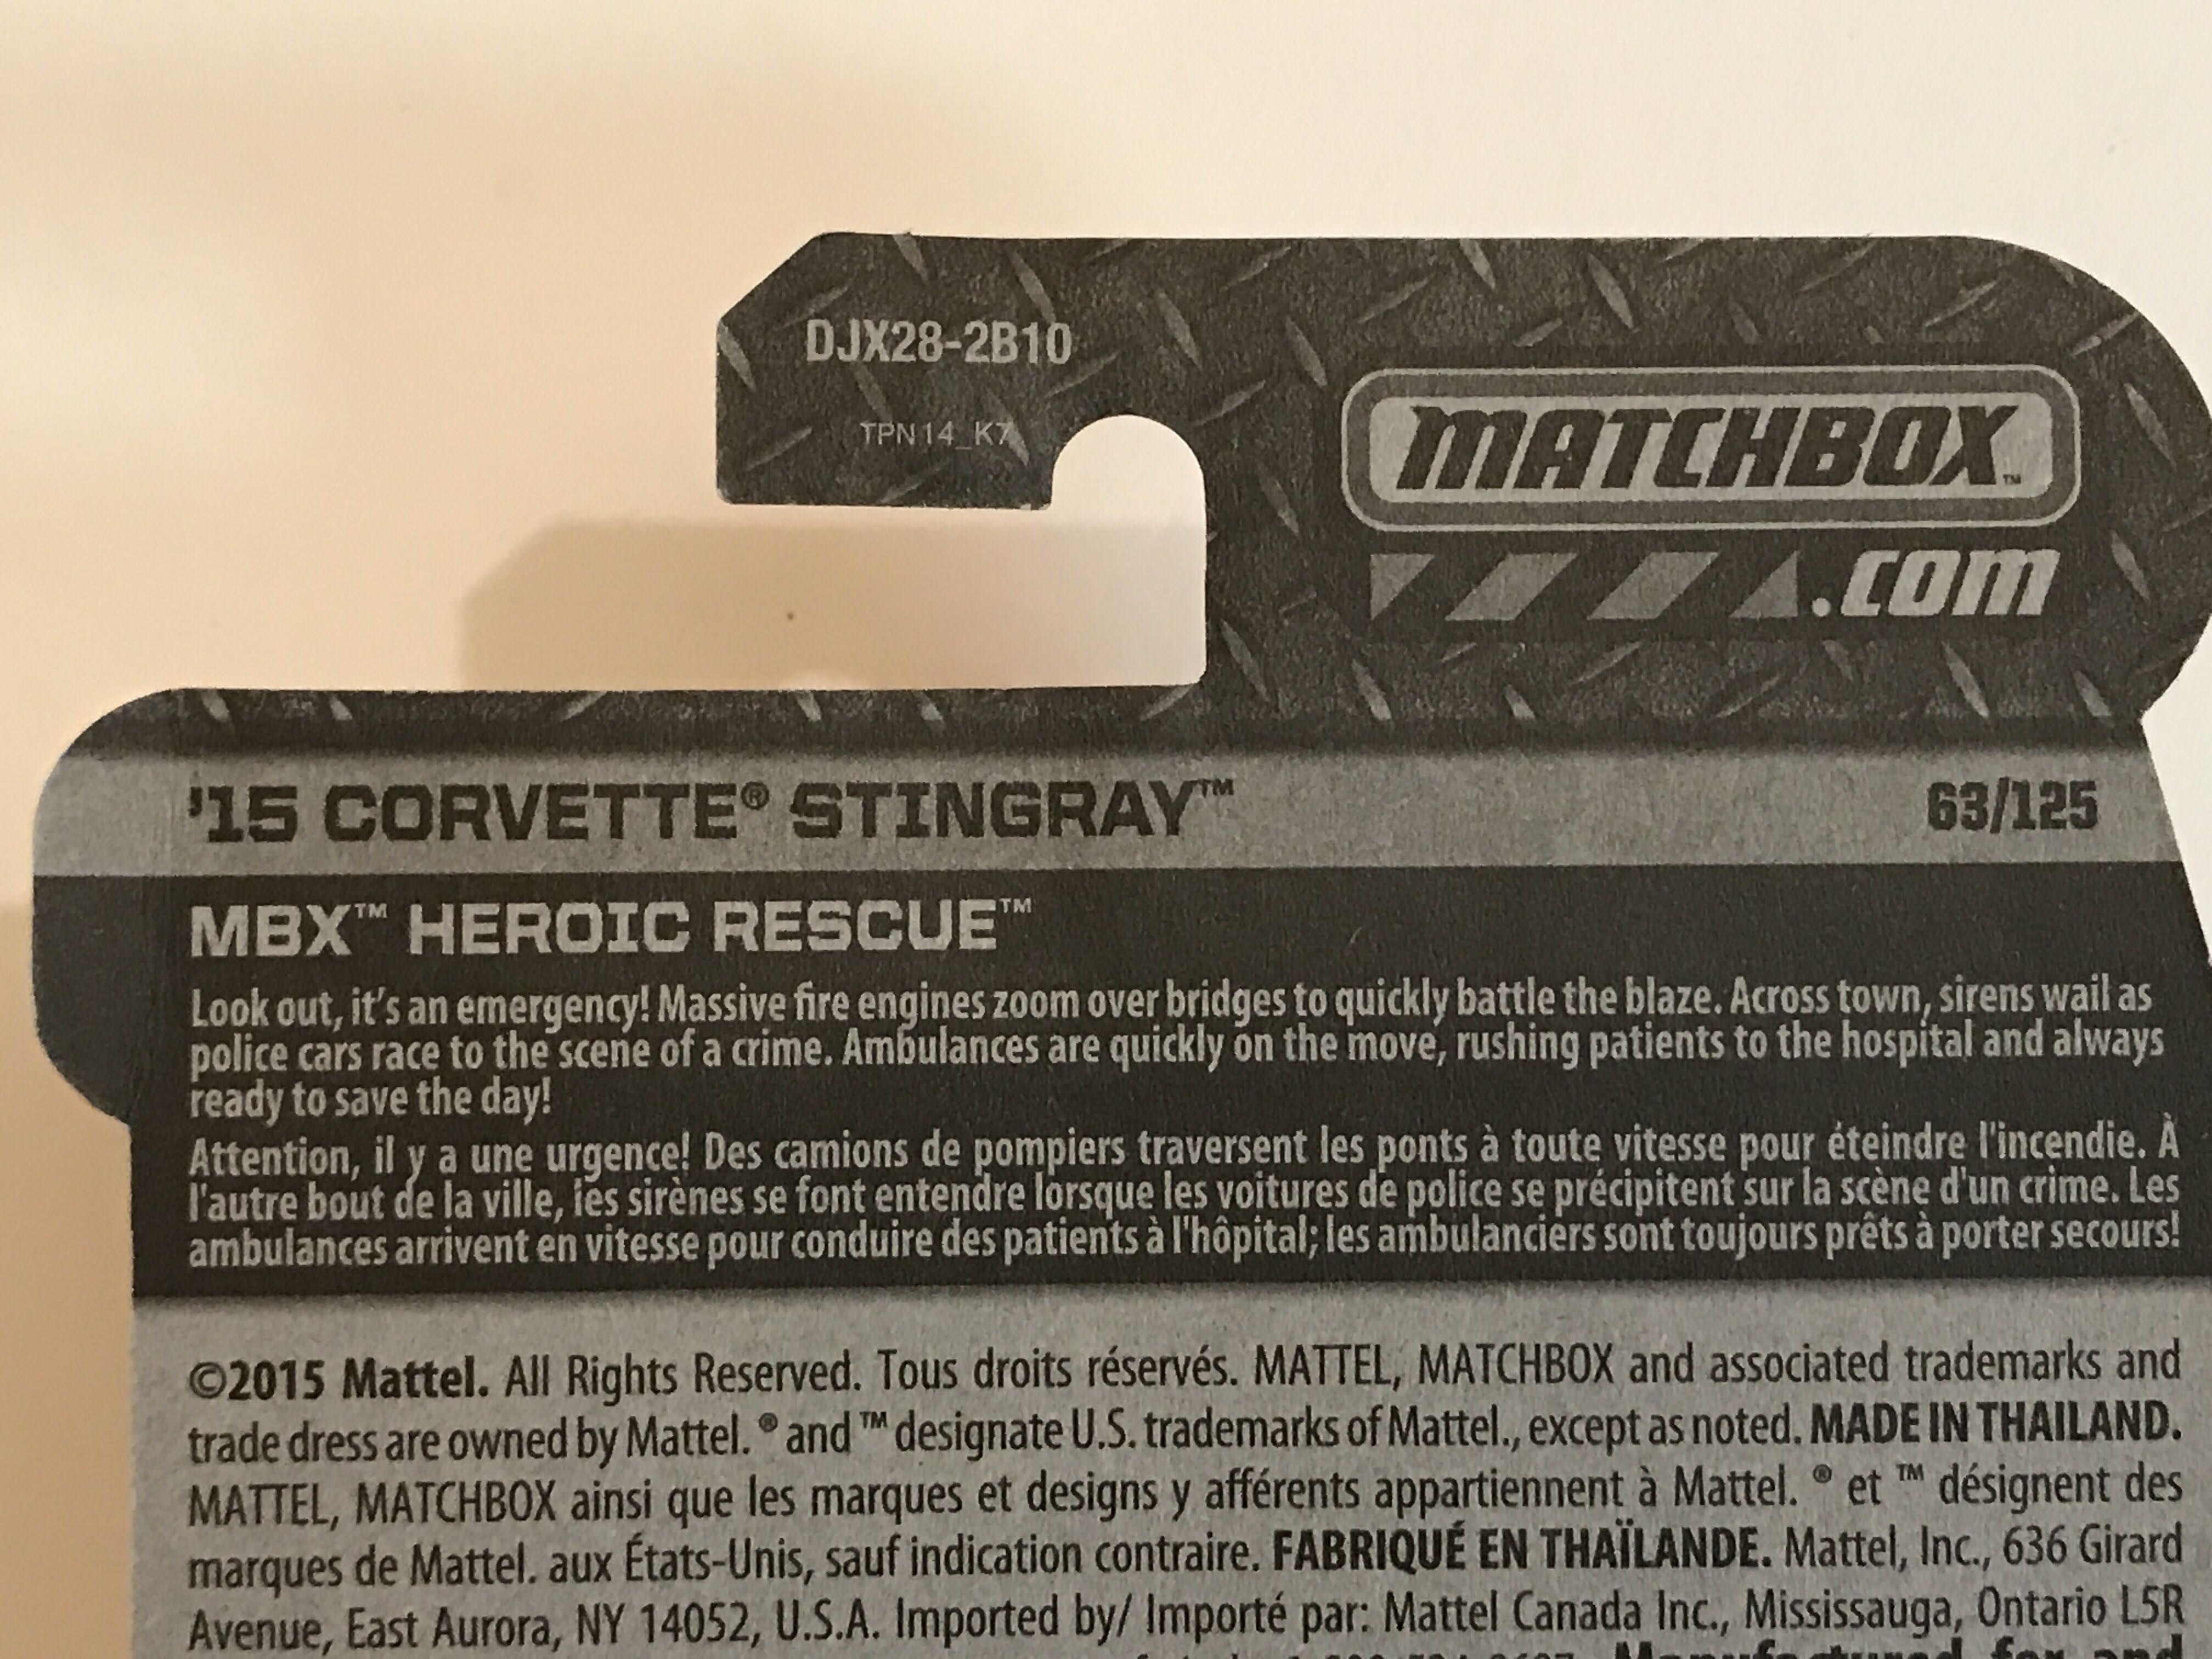 DJX28-2B10
TPN14_K7
MATCHBOX™
.com
'15 CORVETTE® STINGRAY™ 63/125
MBX™ HEROIC RESCUE™
Look out, it's an emergency! Massive fire engines zoom over bridges to quickly battle the blaze. Across town, sirens wail as
police cars race to the scene of a crime. Ambulances are quickly on the move, rushing patients to the hospital and always
ready to save the day!
Attention, il y a une urgence! Des camions de pompiers traversent les ponts à toute vitesse pour éteindre l'incendie. À
l'autre bout de la ville, les sirènes se font entendre lorsque les voitures de police se précipitent sur la scène d'un crime. Les
ambulances arrivent en vitesse pour conduire des patients à l'hôpital; les ambulanciers sont toujours prêts à porter secours!
©2015 Mattel. All Rights Reserved. Tous droits réservés. MATTEL, MATCHBOX and associated trademarks and
trade dress are owned by Mattel. ® and ™ designate U.S. trademarks of Mattel., except as noted. MADE IN THAILAND.
MATTEL, MATCHBOX ainsi que les marques et designs y afférents appartiennent à Mattel. ® et ™ désignent des
marques de Mattel. aux États-Unis, sauf indication contraire. FABRIQUÉ EN THAÏLANDE. Mattel, Inc., 636 Girard
Avenue, East Aurora, NY 14052, U.S.A. Imported by/ Importé par: Mattel Canada Inc., Mississauga, Ontario L5R
Manufactured for and